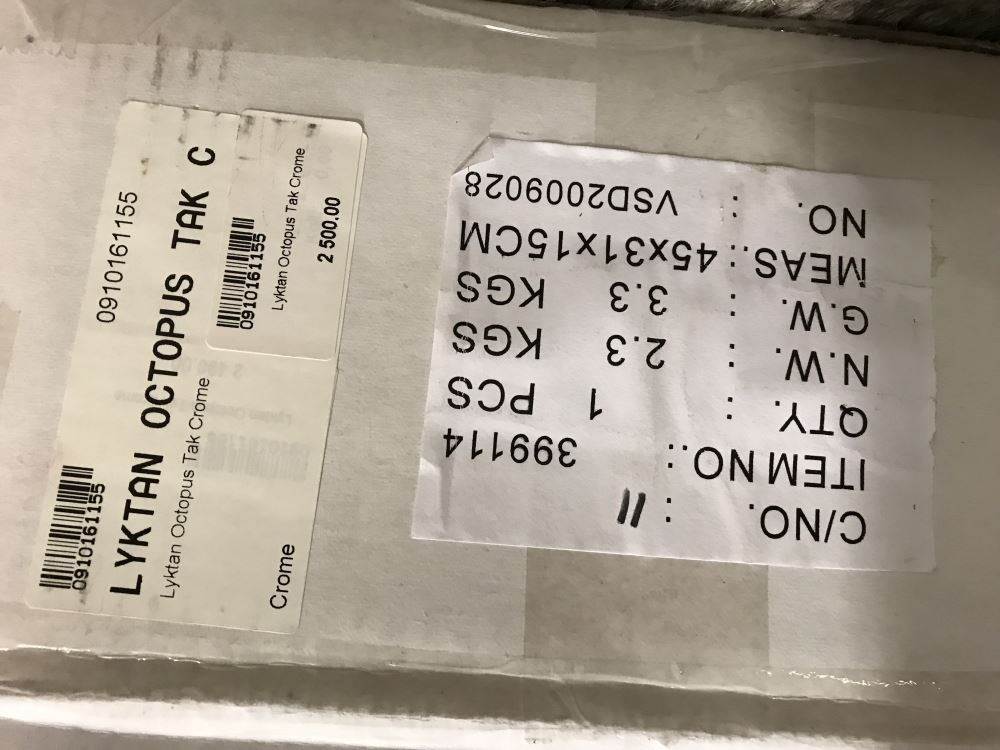 0910161155
0910161155
LYKTAN OCTOPUS TAK C
Lyktan Octopus Tak Crome
Crome
0910161155
Lyktan Octopus Tak Crome
2 500.00
C/NO. : 11
ITEM NO.: 399114
QTY. : 1 PCS
N.W. : 2.3 KGS
G.W. : 3.3 KGS
MEAS.: 45x31x15CM
NO. : VSD2009028